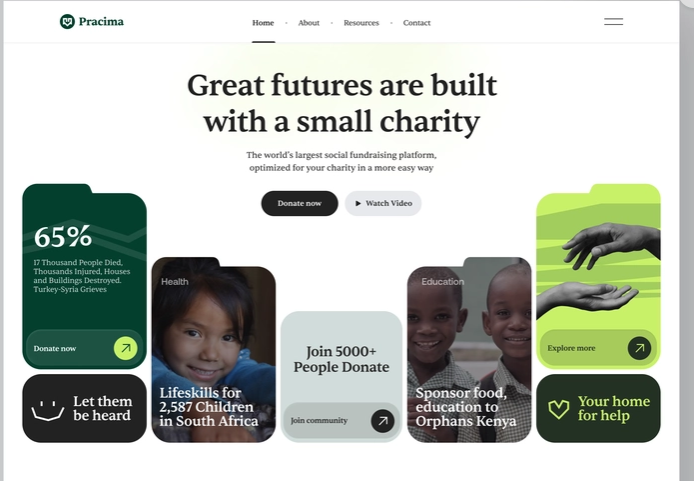 Pracima
Home
About
Resources
Contact
Great futures are built
with a small charity
The world's largest social fundraising platform,
optimized for your charity in a more easy way
Donate now
Watch Video
65%
17 Thousand People Died,
Thousands Injured, Houses
and Buildings Destroyed.
Turkey-Syria Grieves
Donate now
Let them
be heard
Health
Lifeskills for
2,587 Children
in South Africa
Join 5000+
People Donate
Join community
Education
Sponsor food,
education to
Orphans Kenya
Explore more
Your home
for help